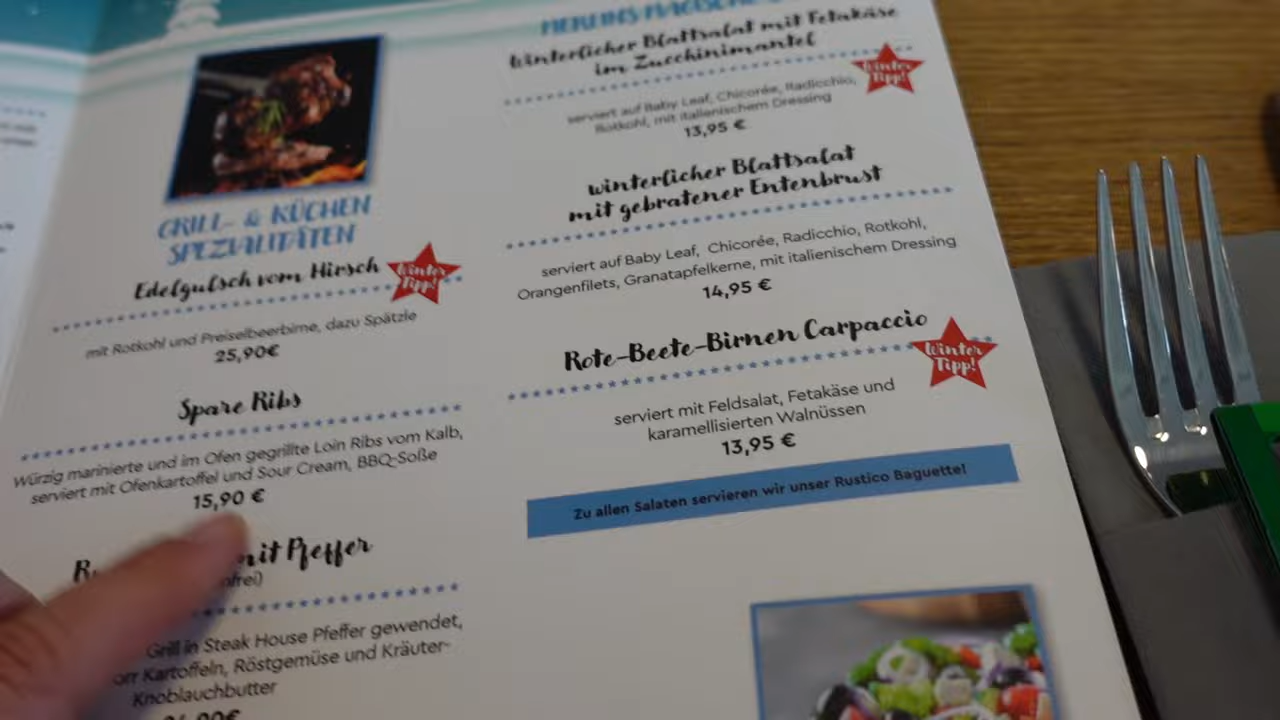 GRILL- & KÜCHEN
SPEZIALITÄTEN
Edelgulsch vom Hirsch
Winter
Tipp!
mit Rotkohl und Preiselbeerbirne, dazu Spätzle
25,90€
Spare Ribs
Würzig marinierte und im Ofen gegrillte Loin Ribs vom Kalb,
serviert mit Ofenkartoffel und Sour Cream, BBQ-Soße
15,90 €
mit Pfeffer
Grill in Steak House Pfeffer gewendet,
Kartoffeln, Röstgemüse und Kräuter-
Knoblauchbutter
MERLINS MAGISCHE
Winterlicher Blattsalat mit Fetakäse
im Zucchinimantel
Winter
Tipp!
serviert auf Baby Leaf, Chicorée, Radicchio,
Rotkohl, mit italienischem Dressing
13,95 €
winterlicher Blattsalat
mit gebratener Entenbrust
serviert auf Baby Leaf, Chicorée, Radicchio, Rotkohl,
Orangenfilets, Granatapfelkerne, mit italienischem Dressing
14,95 €
Rote-Beete-Birnen Carpaccio
Winter
Tipp!
serviert mit Feldsalat, Fetakäse und
karamellisierten Walnüssen
13,95 €
Zu allen Salaten servieren wir unser Rustico Baguette!